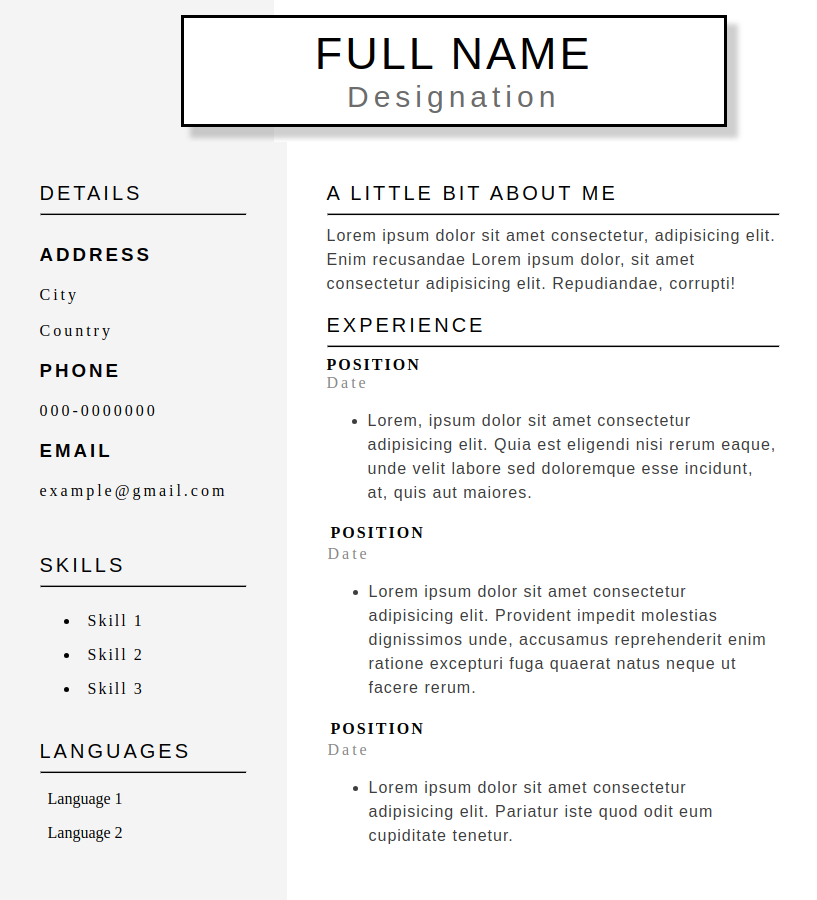 FULL NAME
Designation
DETAILS
ADDRESS
City
Country
PHONE
000-0000000
EMAIL
example@gmail.com
SKILLS
• Skill 1
• Skill 2
• Skill 3
LANGUAGES
Language 1
Language 2
A LITTLE BIT ABOUT ME
Lorem ipsum dolor sit amet consectetur, adipisicing elit.
Enim recusandae Lorem ipsum dolor, sit amet
consectetur adipisicing elit. Repudiandae, corrupti!
EXPERIENCE
POSITION
Date
• Lorem, ipsum dolor sit amet consectetur
adipisicing elit. Quia est eligendi nisi rerum eaque,
unde velit labore sed doloremque esse incidunt,
at, quis aut maiores.
POSITION
Date
• Lorem ipsum dolor sit amet consectetur
adipisicing elit. Provident impedit molestias
dignissimos unde, accusamus reprehenderit enim
ratione excepturi fuga quaerat natus neque ut
facere rerum.
POSITION
Date
• Lorem ipsum dolor sit amet consectetur
adipisicing elit. Pariatur iste quod odit eum
cupiditate tenetur.